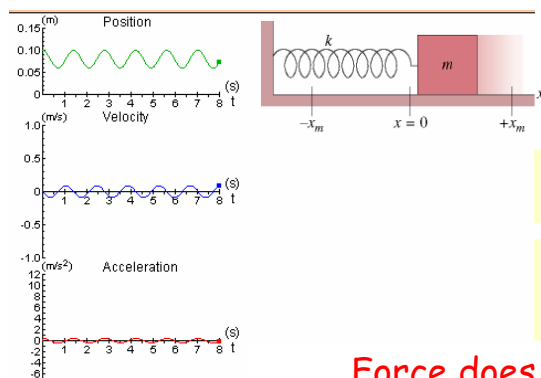 (m) Position
0.15
0.10
0.05
0
1 2 3 4 5 6 7 8 (s) t
(m/s) Velocity
1.0
0.5
0
-0.5
-1.0
1 2 3 4 5 6 7 8 (s) t
(m/s²) Acceleration
12
10
8
6
4
2
0
-2
-4
-6
1 2 3 4 5 6 7 8 (s) t
k
m
–xm x = 0 +xm
x
Force does